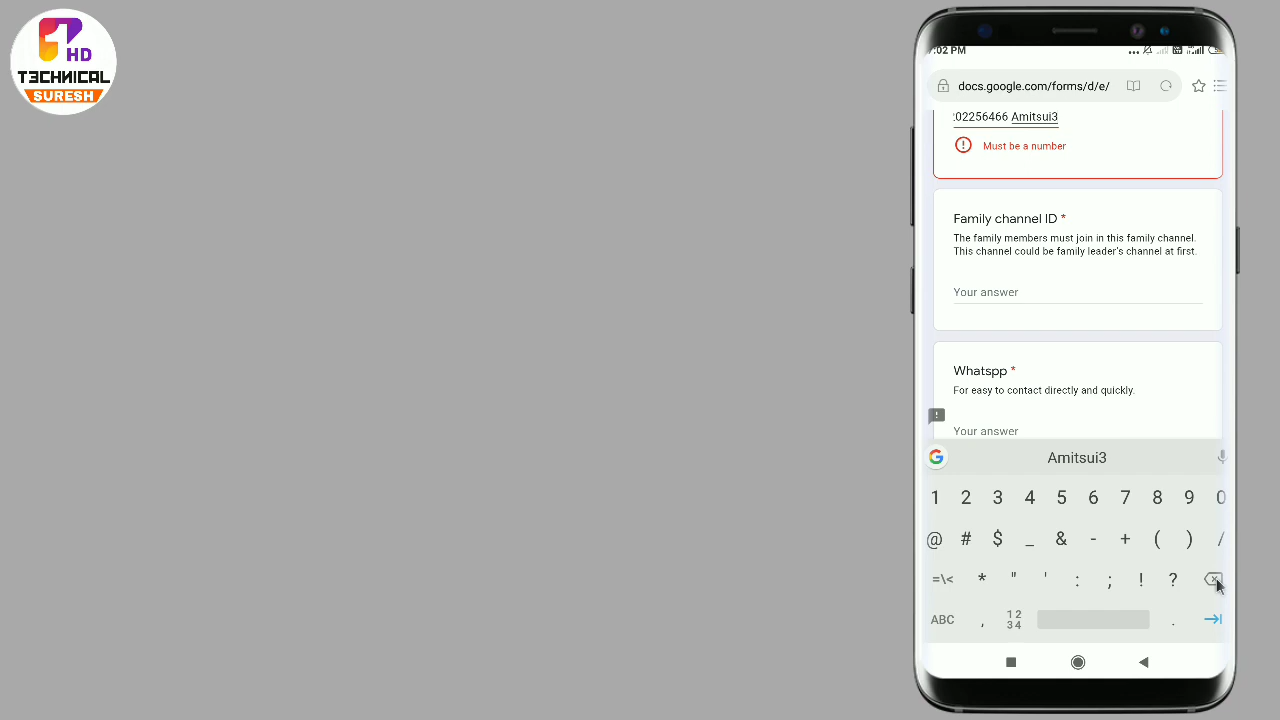 HD
T3CHNICAL
SURESH
7:02 PM
docs.google.com/forms/d/e/
202256466 Amitsui3
Must be a number
Family channel ID *
The family members must join in this family channel.
This channel could be family leader's channel at first.
Your answer
Whatspp *
For easy to contact directly and quickly.
Your answer
Amitsui3
1 2 3 4 5 6 7 8 9 0
@ # $ _ & - + ( ) /
=\< * " ' : ; ! ?
ABC , 12 .
34